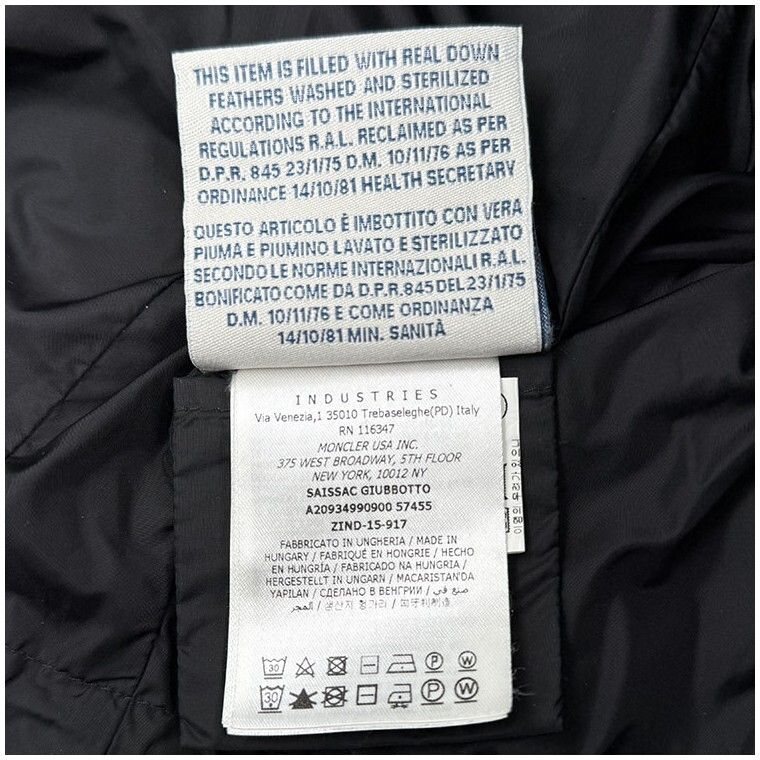 THIS ITEM IS FILLED WITH REAL DOWN
FEATHERS WASHED AND STERILIZED
ACCORDING TO THE INTERNATIONAL
REGULATIONS R.A.L. RECLAIMED AS PER
D.P.R. 845 23/1/75 D.M. 10/11/76 AS PER
ORDINANCE 14/10/81 HEALTH SECRETARY
QUESTO ARTICOLO È IMBOTTITO CON VERA
PIUMA E PIUMINO LAVATO E STERILIZZATO
SECONDO LE NORME INTERNAZIONALI R.A.L.
BONIFICATO COME DA D.P.R. 845 DEL 23/1/75
D.M. 10/11/76 E COME ORDINANZA
14/10/81 MIN. SANITÀ
INDUSTRIES
Via Venezia,1 35010 Trebaseleghe(PD) Italy
RN 116347
MONCLER USA INC.
375 WEST BROADWAY, 5TH FLOOR
NEW YORK, 10012 NY
SAISSAC GIUBBOTTO
A20934990900 57455
ZIND-15-917
FABBRICATO IN UNGHERIA / MADE IN
HUNGARY / FABRIQUÉ EN HONGRIE / HECHO
EN HUNGRÍA / FABRICADO NA HUNGRIA /
HERGESTELLT IN UNGARN / MACARISTAN'DA
YAPILAN / СДЕЛАНО В ВЕНГРИИ / صنع في
المجر / 생산지 헝가리 / 匈牙利制造
30 P W
30 P W